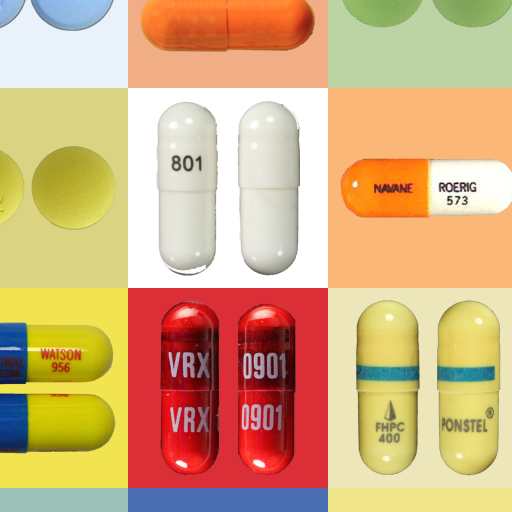 801
NAVANE ROERIG
573
WATSON
956
VRX 0901
VRX 0901
FHPC
400
PONSTEL®